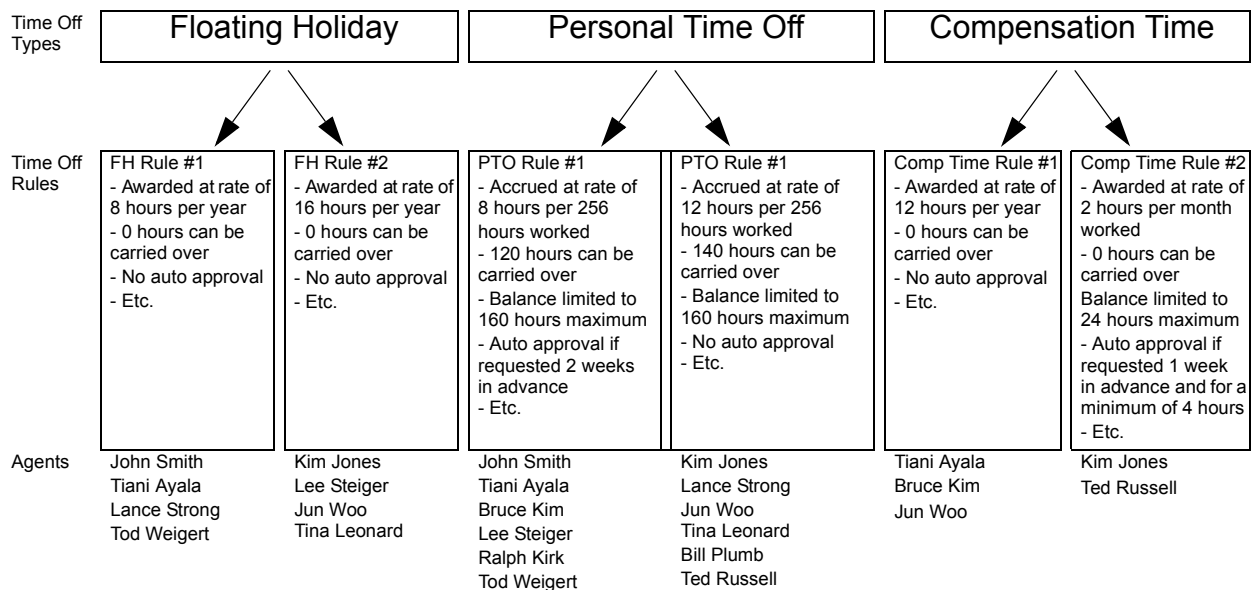 Time Off
Types
Floating Holiday
Personal Time Off
Compensation Time
Time Off
Rules
FH Rule #1
- Awarded at rate of
8 hours per year
- 0 hours can be
carried over
- No auto approval
- Etc.
FH Rule #2
- Awarded at rate of
16 hours per year
- 0 hours can be
carried over
- No auto approval
- Etc.
PTO Rule #1
- Accrued at rate of
8 hours per 256
hours worked
- 120 hours can be
carried over
- Balance limited to
160 hours maximum
- Auto approval if
requested 2 weeks
in advance
- Etc.
PTO Rule #1
- Accrued at rate of
12 hours per 256
hours worked
- 140 hours can be
carried over
- Balance limited to
160 hours maximum
- No auto approval
- Etc.
Comp Time Rule #1
- Awarded at rate of
12 hours per year
- 0 hours can be
carried over
- No auto approval
- Etc.
Comp Time Rule #2
- Awarded at rate of
2 hours per month
worked
- 0 hours can be
carried over
Balance limited to
24 hours maximum
- Auto approval if
requested 1 week
in advance and for a
minimum of 4 hours
- Etc.
Agents
John Smith
Tiani Ayala
Lance Strong
Tod Weigert
Kim Jones
Lee Steiger
Jun Woo
Tina Leonard
John Smith
Tiani Ayala
Bruce Kim
Lee Steiger
Ralph Kirk
Tod Weigert
Kim Jones
Lance Strong
Jun Woo
Tina Leonard
Bill Plumb
Ted Russell
Tiani Ayala
Bruce Kim
Jun Woo
Kim Jones
Ted Russell